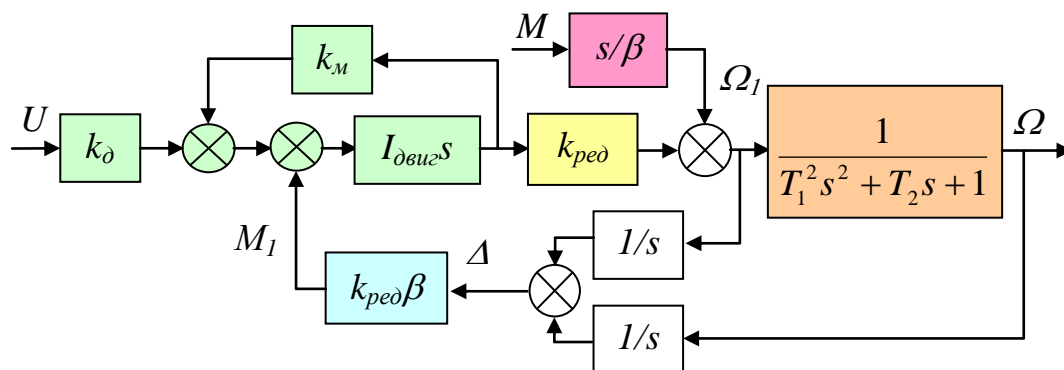 M
s/β
kм
Ω1
U
kд
Iдвигs
kред
1
T1²s² + T2s + 1
Ω
M1
kредβ
Δ
1/s
1/s